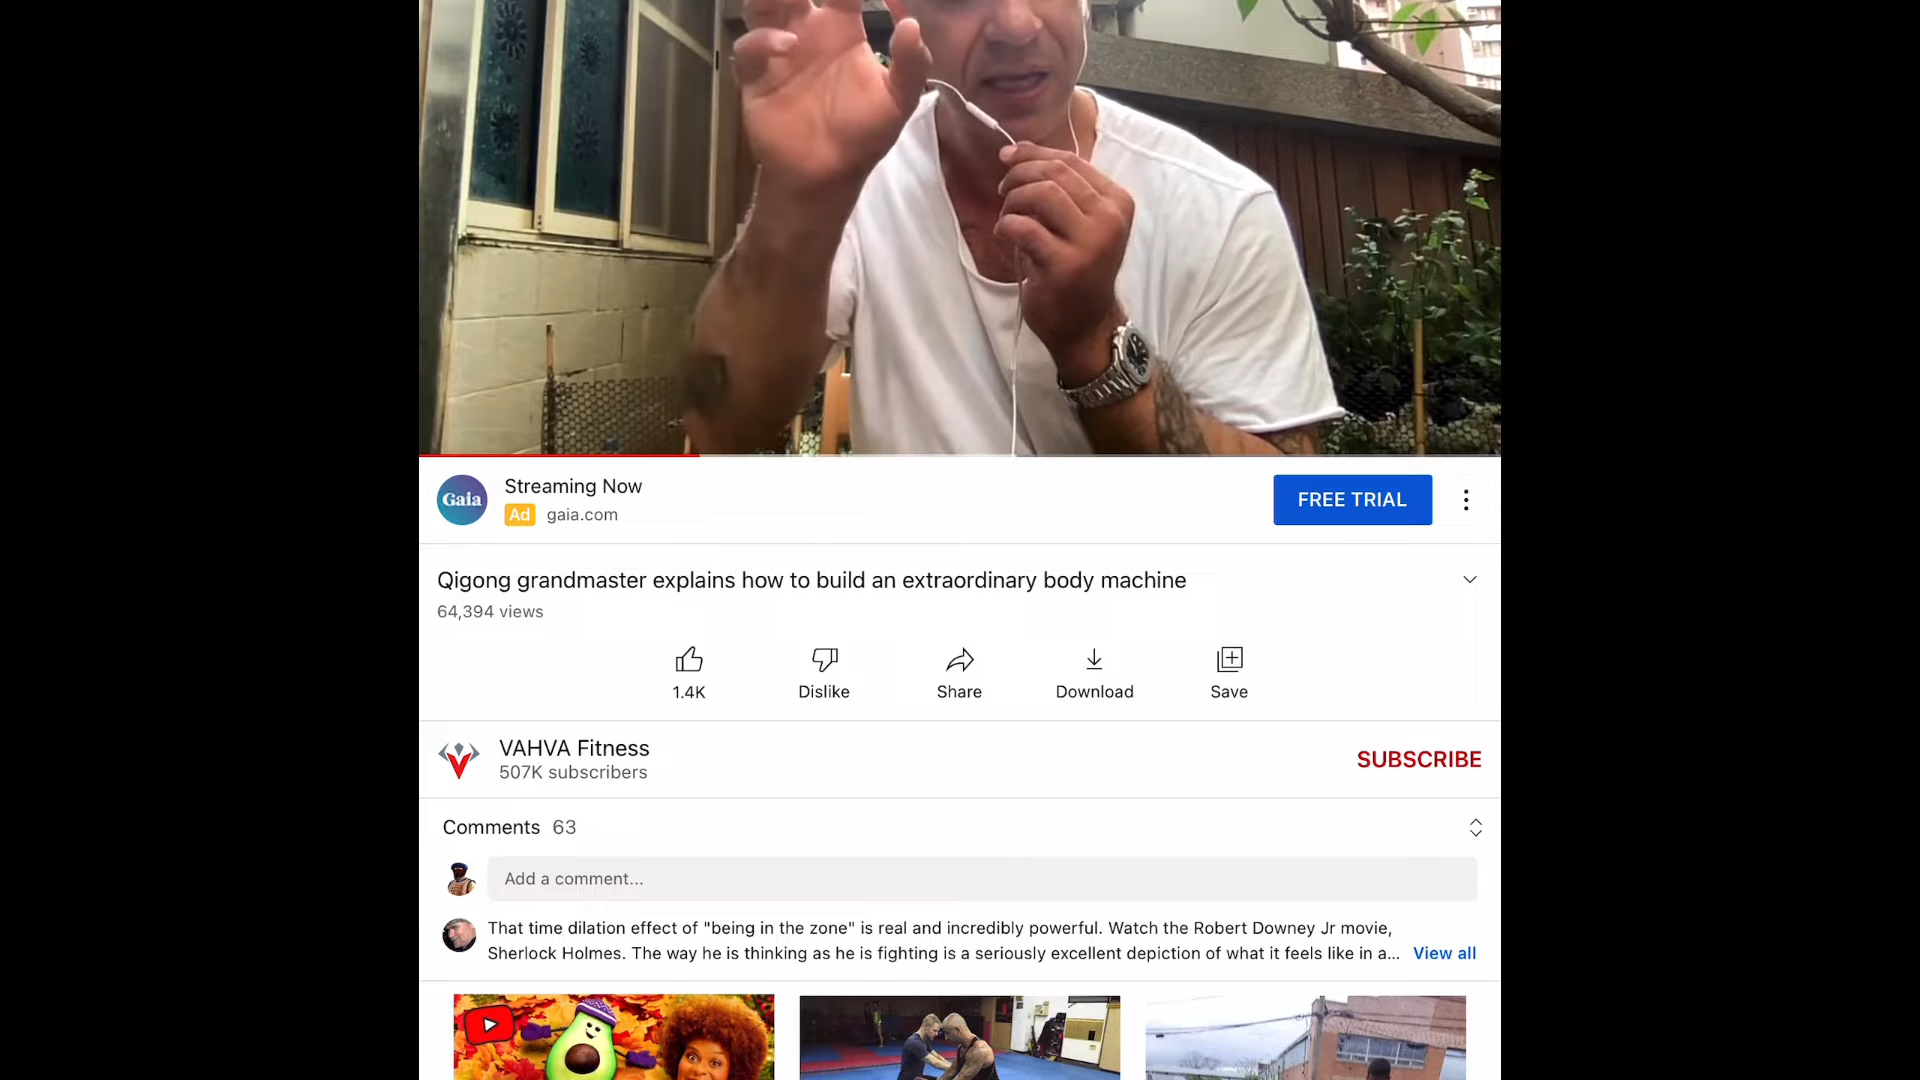 Gaia
Streaming Now
Ad gaia.com
FREE TRIAL
Qigong grandmaster explains how to build an extraordinary body machine
64,394 views
1.4K
Dislike
Share
Download
Save
VAHVA Fitness
507K subscribers
SUBSCRIBE
Comments 63
Add a comment...
That time dilation effect of "being in the zone" is real and incredibly powerful. Watch the Robert Downey Jr movie,
Sherlock Holmes. The way he is thinking as he is fighting is a seriously excellent depiction of what it feels like in a... View all